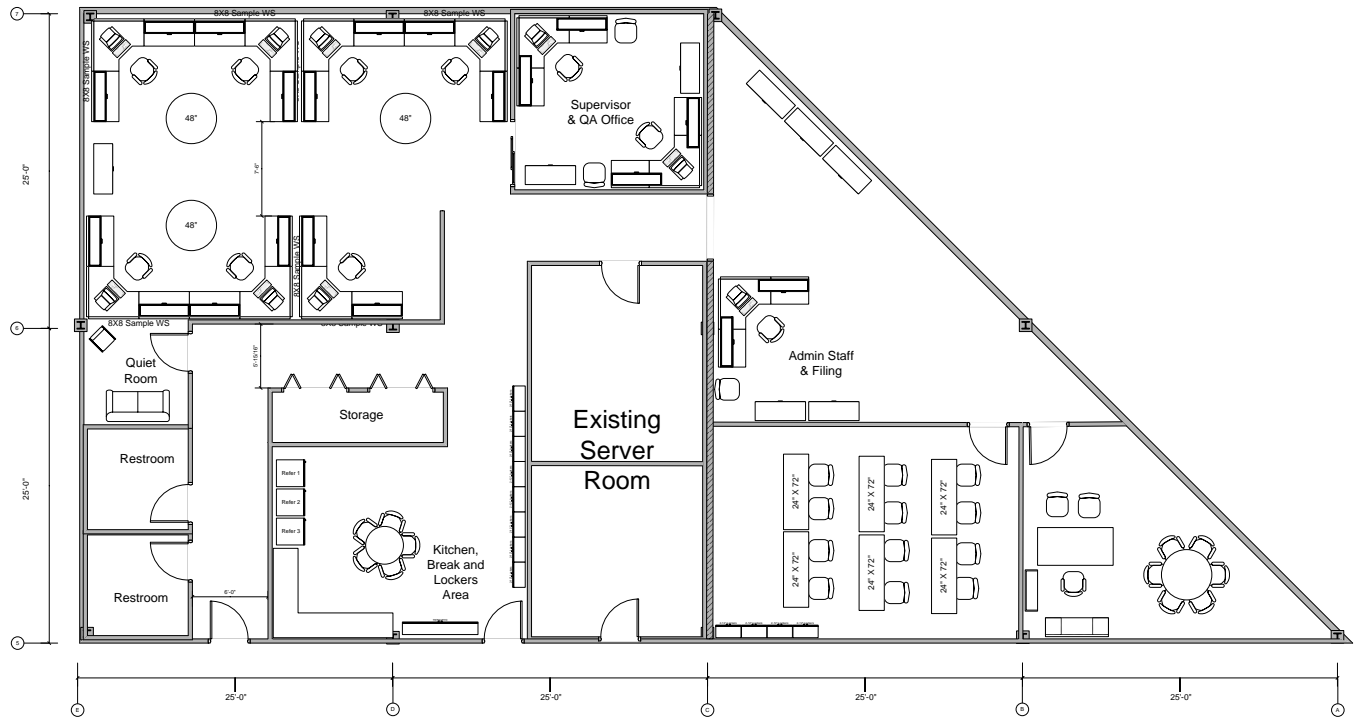 7
8X8 Sample WS
8X8 Sample WS
8X8 Sample WS
48"
48"
Supervisor
& QA Office
25'-0"
7'-6"
48"
8X8 Sample WS
6
8X8 Sample WS
8X8 Sample WS
5'-15/16"
Quiet
Room
Admin Staff
& Filing
Storage
Existing
Server
Room
Restroom
Refer 1
Refer 2
Refer 3
24" X 72"
24" X 72"
24" X 72"
25'-0"
Kitchen,
Break and
Lockers
Area
24" X 72"
24" X 72"
24" X 72"
Restroom
6'-0"
5
25'-0"
25'-0"
25'-0"
25'-0"
E
D
C
B
A